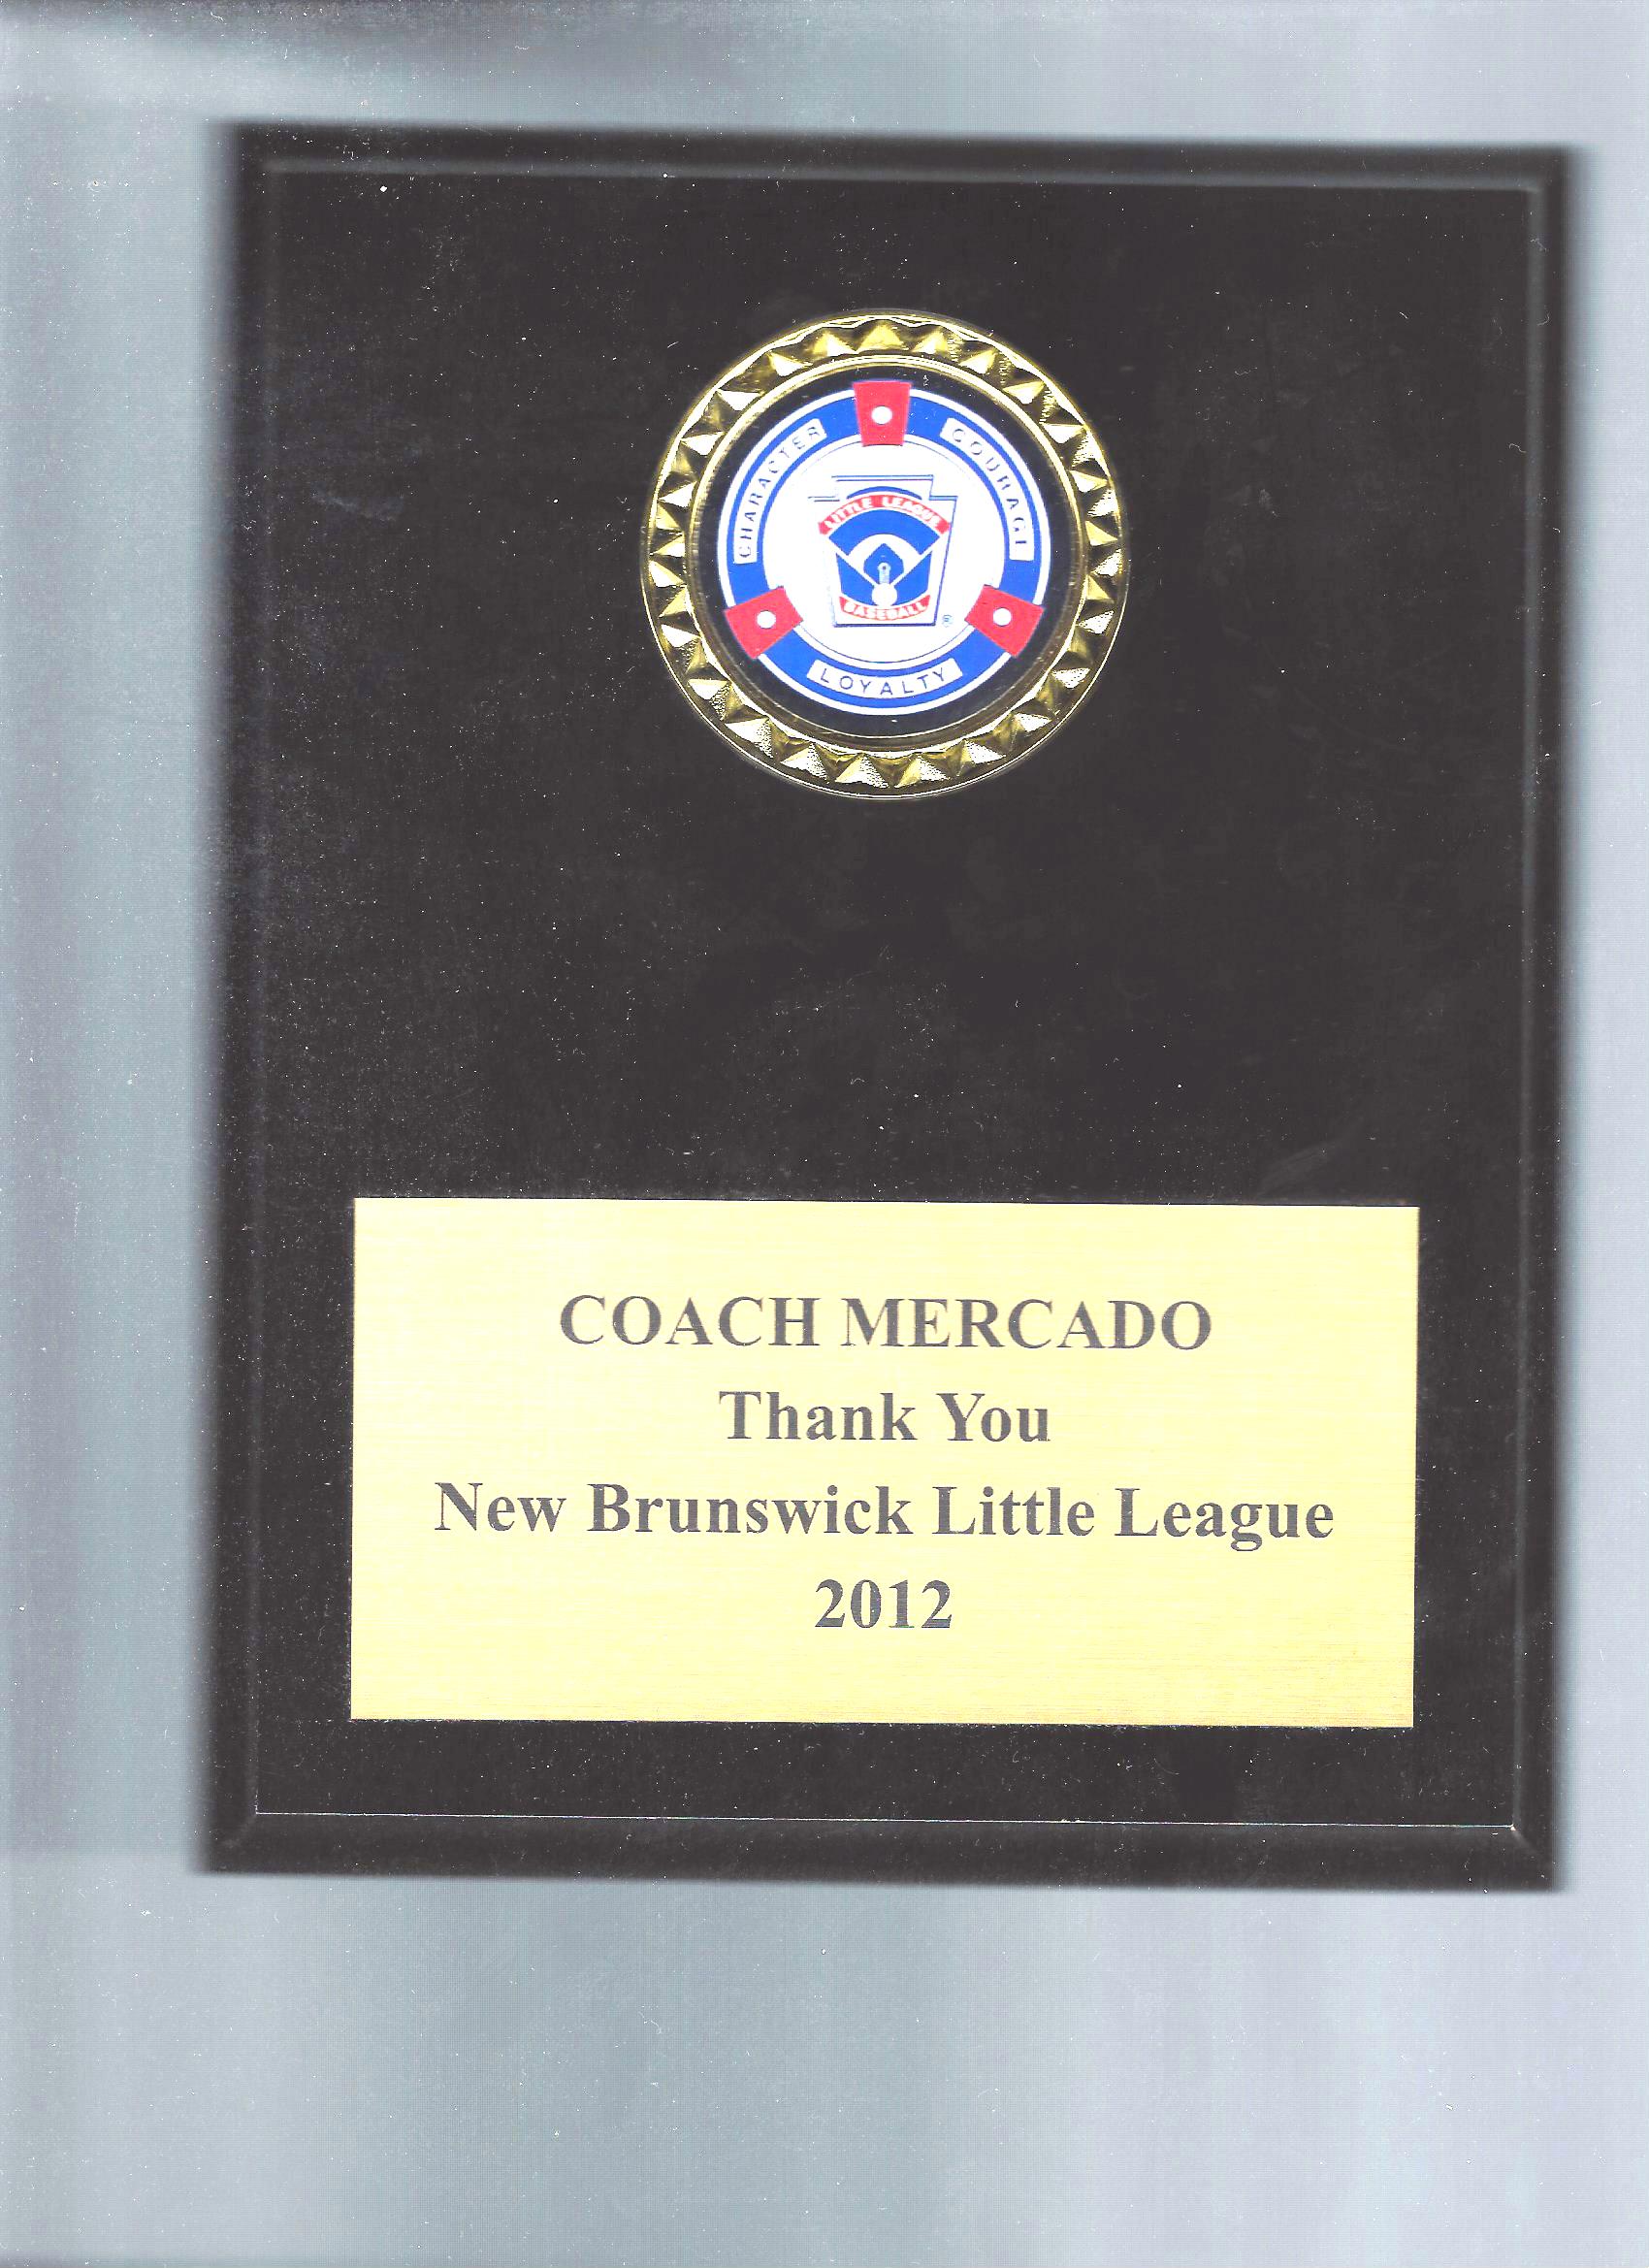 CHARACTER
COURAGE
LITTLE LEAGUE
BASEBALL
®
LOYALTY
COACH MERCADO
Thank You
New Brunswick Little League
2012